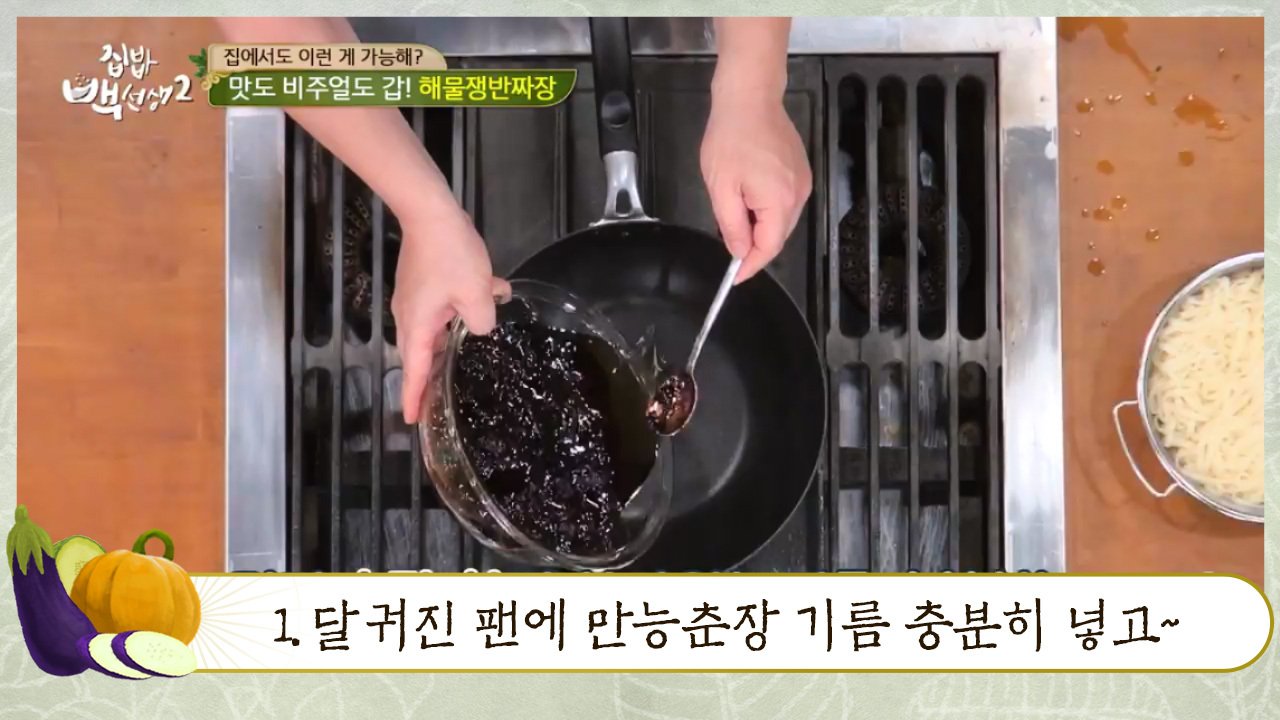 집밥
백선생2
집에서도 이런 게 가능해?
맛도 비주얼도 갑! 해물쟁반짜장
1. 달궈진 팬에 만능춘장 기름 충분히 넣고~